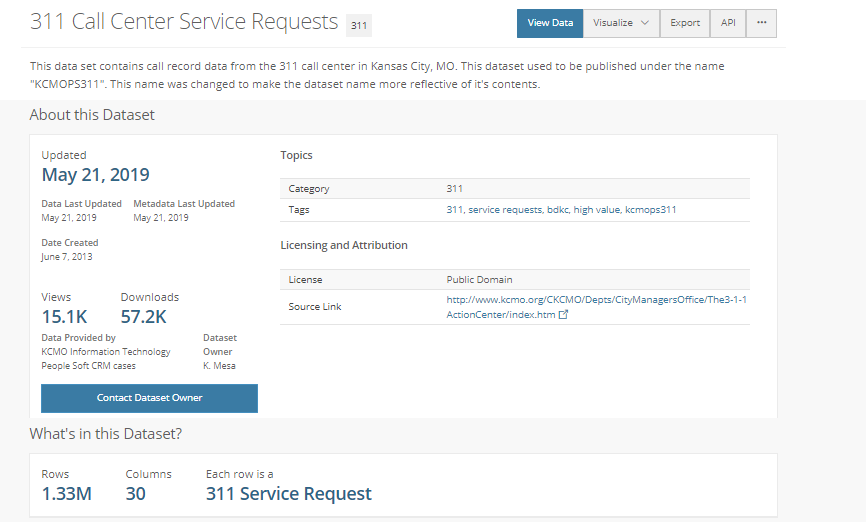 311 Call Center Service Requests 311
View Data Visualize Export API ...
This data set contains call record data from the 311 call center in Kansas City, MO. This dataset used to be published under the name
"KCMOPS311". This name was changed to make the dataset name more reflective of it's contents.
About this Dataset
Updated
May 21, 2019
Data Last Updated Metadata Last Updated
May 21, 2019 May 21, 2019
Date Created
June 7, 2013
Views Downloads
15.1K 57.2K
Data Provided by
KCMO Information Technology
People Soft CRM cases
Dataset
Owner
K. Mesa
Contact Dataset Owner
Topics
Category 311
Tags 311, service requests, bdkc, high value, kcmops311
Licensing and Attribution
License Public Domain
Source Link http://www.kcmo.org/CKCMO/Depts/CityManagersOffice/The3-1-1
ActionCenter/index.htm
What's in this Dataset?
Rows Columns Each row is a
1.33M 30 311 Service Request